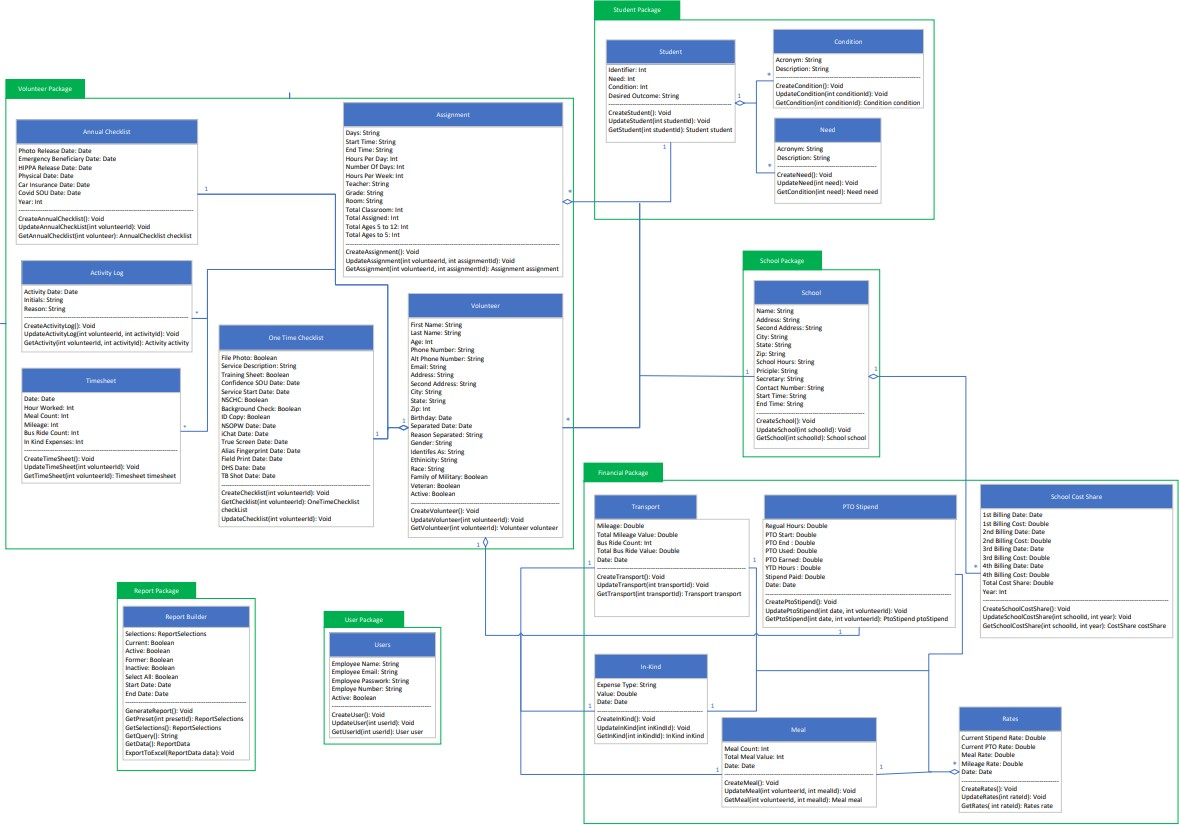 Student Package
Student
Identifier: Int
Need: Int
Condition: Int
Desired Outcome: String
CreateStudent(): Void
UpdateStudent(int studentId): Void
GetStudent(int studentId): Student student
1
1
Condition
Acronym: String
Description: String
CreateCondition(): Void
UpdateCondition(int conditionId): Void
GetCondition(int conditionId): Condition condition
*
Need
Acronym: String
Description: String
CreateNeed(): Void
UpdateNeed(int need): Void
GetCondition(int need): Need need
*
Volunteer Package
Annual Checklist
Photo Release Date: Date
Emergency Beneficiary Date: Date
HIPPA Release Date: Date
Physical Date: Date
Car Insurance Date: Date
Covid SOU Date: Date
Year: Int
CreateAnnualChecklist(): Void
UpdateAnnualCheckList(int volunteerId): Void
GetAnnualChecklist(int volunteer): AnnualChecklist checklist
1
Assignment
Days: String
Start Time: String
End Time: String
Hours Per Day: Int
Number Of Days: Int
Hours Per Week: Int
Teacher: String
Grade: String
Room: String
Total Classroom: Int
Total Assigned: Int
Total Ages 5 to 12: Int
Total Ages to 5: Int
CreateAssignment(): Void
UpdateAssignment(int volunteerId, int assignmentId): Void
GetAssignment(int volunteerId, int assignmentId): Assignment assignment
*
Activity Log
Activity Date: Date
Initials: String
Reason: String
CreateActivityLog(): Void
UpdateActivityLog(int volunteerId, int activityId): Void
GetActivity(int volunteerId, int activityId): Activity activity
*
Timesheet
Date: Date
Hour Worked: Int
Meal Count: Int
Mileage: Int
Bus Ride Count: Int
In Kind Expenses: Int
CreateTimeSheet(): Void
UpdateTimeSheet(int volunteerId): Void
GetTimeSheet(int volunteerId): Timesheet timesheet
*
One Time Checklist
File Photo: Boolean
Service Description: String
Training Sheet: Boolean
Confidence SOU Date: Date
Service Start Date: Date
NSCHC: Boolean
Background Check: Boolean
ID Copy: Boolean
NSOPW Date: Date
iChat Date: Date
True Screen Date: Date
Alias Fingerprint Date: Date
Field Print Date: Date
DHS Date: Date
TB Shot Date: Date
CreateChecklist(int volunteerId): Void
GetChecklist(int volunteerId): OneTimeChecklist
checkList
UpdateChecklist(int volunteerId): Void
1
Volunteer
First Name: String
Last Name: String
Age: Int
Phone Number: String
Alt Phone Number: String
Email: String
Address: String
Second Address: String
City: String
State: String
Zip: Int
Birthday: Date
Separated Date: Date
Reason Separated: String
Gender: String
Identifes As: String
Ethinicity: String
Race: String
Family of Military: Boolean
Veteran: Boolean
Active: Boolean
CreateVolunteer(): Void
UpdateVolunteer(int volunteerId): Void
GetVolunteer(int volunteerId): Volunteer volunteer
1
*
1
School Package
School
Name: String
Address: String
Second Address: String
City: String
State: String
Zip: String
School Hours: String
Priciple: String
Secretary: String
Contact Number: String
Start Time: String
End Time: String
CreateSchool(): Void
UpdateSchool(int schoolId): Void
GetSchool(int schoolId): School school
1
1
Financial Package
Transport
Mileage: Double
Total Mileage Value: Double
Bus Ride Count: Int
Total Bus Ride Value: Double
Date: Date
CreateTransport(): Void
UpdateTransport(int transportId): Void
GetTransport(int transportId): Transport transport
1
1
PTO Stipend
Regual Hours: Double
PTO Start: Double
PTO End : Double
PTO Used: Double
PTO Earned: Double
YTD Hours : Double
Stipend Paid: Double
Date: Date
CreatePtoStipend(): Void
UpdatePtoStipend(int date, int volunteerId): Void
GetPtoStipend(int date, int volunteerId): PtoStipend ptoStipend
1
School Cost Share
1st Billing Date: Date
1st Billing Cost: Double
2nd Billing Date: Date
2nd Billing Cost: Double
3rd Billing Date: Date
3rd Billing Cost: Double
4th Billing Date: Date
4th Billing Cost: Double
Total Cost Share: Double
Year: Int
CreateSchoolCostShare(): Void
UpdateSchoolCostShare(int schoolId, int year): Void
GetSchoolCostShare(int schoolId, int year): CostShare costShare
*
In-Kind
Expense Type: String
Value: Double
Date: Date
CreateInKind(): Void
UpdateInKind(int inKindId): Void
GetInKind(int inKindId): InKind inKind
1
1
Meal
Meal Count: Int
Total Meal Value: Int
Date: Date
CreateMeal(): Void
UpdateMeal(int volunteerId, int mealId): Void
GetMeal(int volunteerId, int mealId): Meal meal
1
1
Rates
Current Stipend Rate: Double
Current PTO Rate: Double
Meal Rate: Double
Mileage Rate: Double
Date: Date
CreateRates(): Void
UpdateRates(int rateId): Void
GetRates( int rateId): Rates rate
*
Report Package
Report Builder
Selections: ReportSelections
Current: Boolean
Active: Boolean
Former: Boolean
Inactive: Boolean
Select All: Boolean
Start Date: Date
End Date: Date
GenerateReport(): Void
GetPreset(int presetId): ReportSelections
GetSelections(): ReportSelections
GetQuery(): String
GetData(): ReportData
ExportToExcel(ReportData data): Void
User Package
Users
Employee Name: String
Employee Email: String
Employee Passwork: String
Employe Number: String
Active: Boolean
CreateUser(): Void
UpdateUser(int userId): Void
GetUserId(int userId): User user